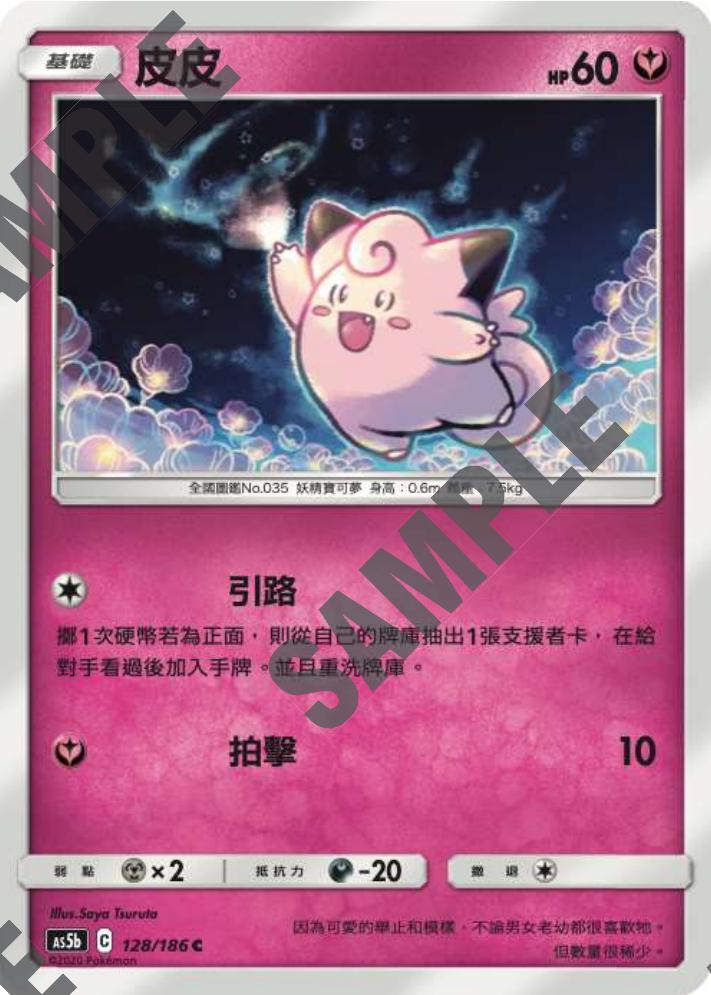 基礎 皮皮 HP60
全國圖鑑No.035 妖精寶可夢 身高：0.6m 體重：7.5kg
引路
擲1次硬幣若為正面，則從自己的牌庫抽出1張支援者卡，在給
對手看過後加入手牌。並且重洗牌庫。
拍擊 10
弱點 ×2 抵抗力 -20 撤退
Illus.Saya Tsuruta
AS5b C 128/186 C
©2020 Pokémon
因為可愛的舉止和模樣，不論男女老幼都很喜歡牠。
但數量很稀少。
SAMPLE
SAMPLE